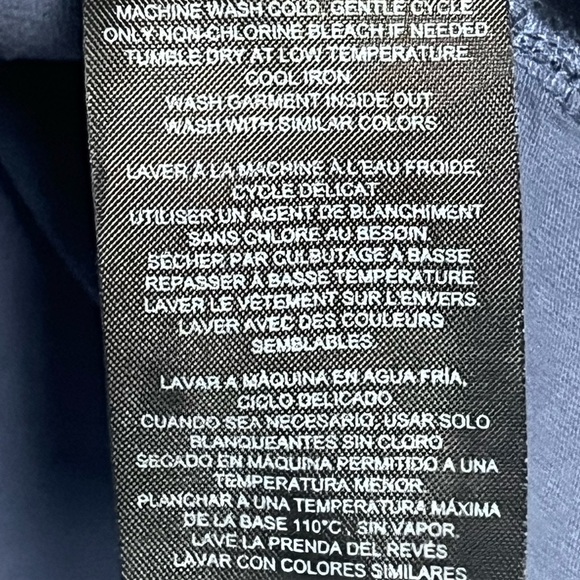 MACHINE WASH COLD, GENTLE CYCLE
ONLY NON-CHLORINE BLEACH IF NEEDED
TUMBLE DRY AT LOW TEMPERATURE
COOL IRON
WASH GARMENT INSIDE OUT
WASH WITH SIMILAR COLORS
LAVER À LA MACHINE À L'EAU FROIDE,
CYCLE DELICAT
UTILISER UN AGENT DE BLANCHIMENT
SANS CHLORE AU BESOIN
SÉCHER PAR CULBUTAGE À BASSE
REPASSER À BASSE TEMPÉRATURE
LAVER LE VÊTEMENT SUR L'ENVERS.
LAVER AVEC DES COULEURS
SEMBLABLES
LAVAR A MÁQUINA EN AGUA FRÍA,
CICLO DELICADO
CUANDO SEA NECESARIO, USAR SOLO
BLANQUEANTES SIN CLORO
SECADO EN MÁQUINA PERMITIDO A UNA
TEMPERATURA MENOR
PLANCHAR A UNA TEMPERATURA MÁXIMA
DE LA BASE 110°C, SIN VAPOR
LAVE LA PRENDA DEL REVÉS
LAVAR CON COLORES SIMILARES